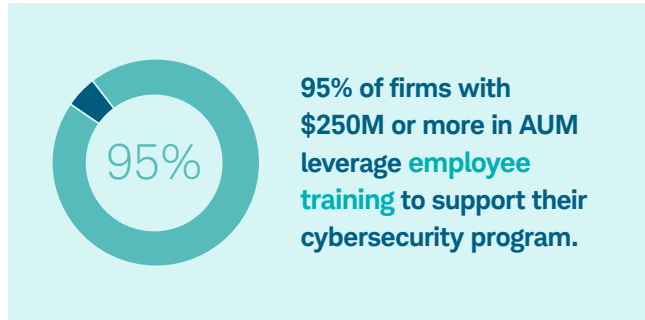 95%
95% of firms with
$250M or more in AUM
leverage employee
training to support their
cybersecurity program.